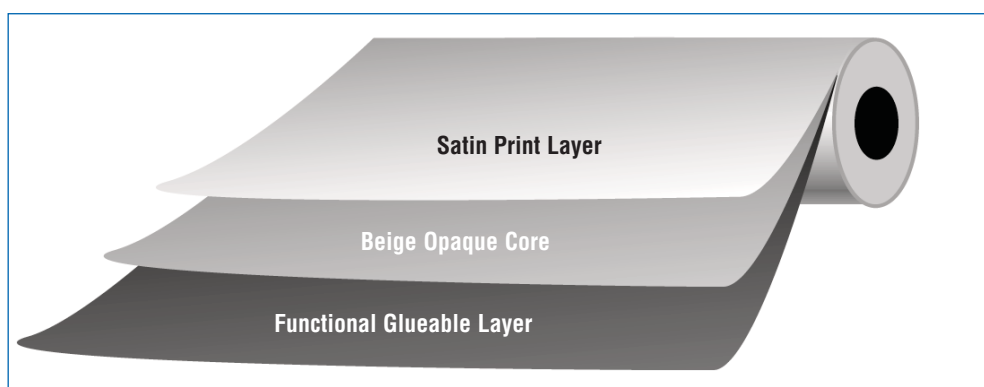 Satin Print Layer
Beige Opaque Core
Functional Glueable Layer